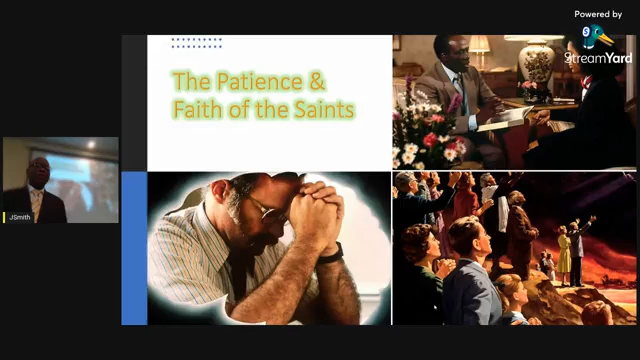 Powered by
StreamYard
The Patience &
Faith of the Saints
JSmith